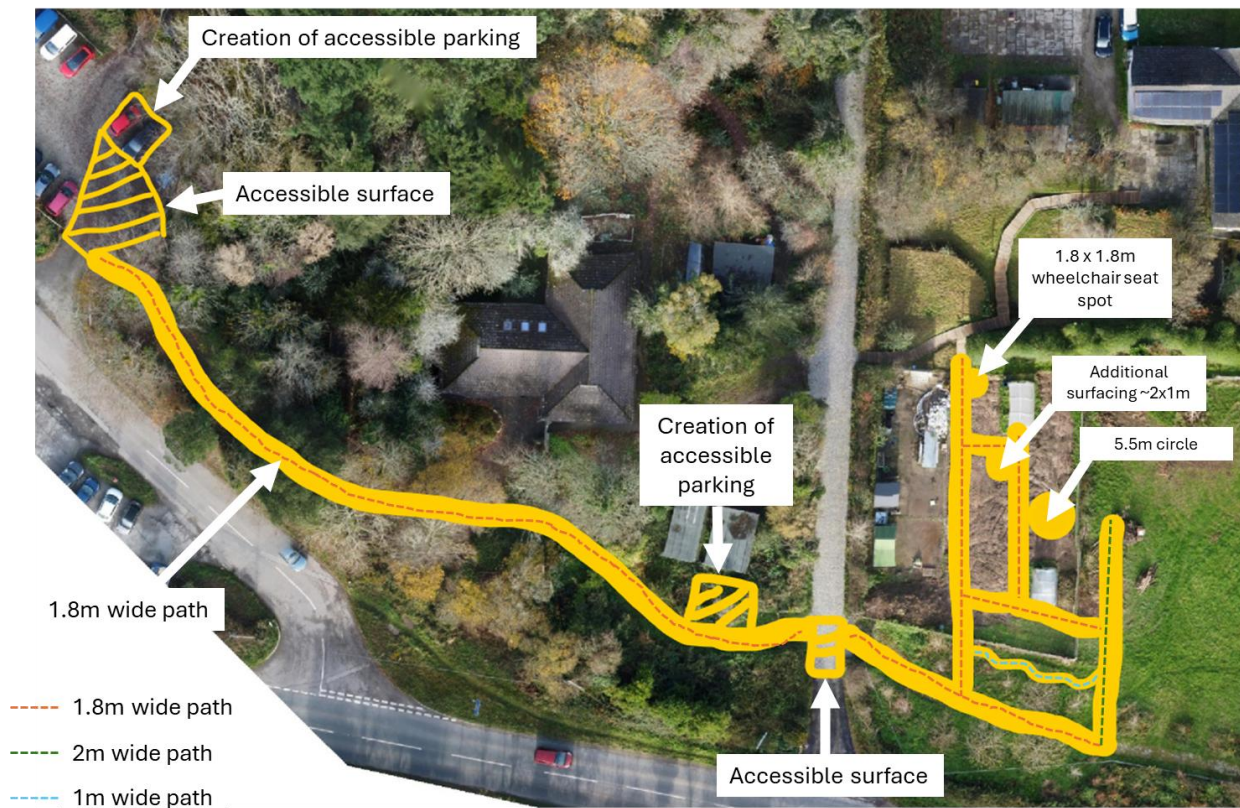 Creation of accessible parking
Accessible surface
1.8 x 1.8m
wheelchair seat
spot
Additional
surfacing ~2x1m
5.5m circle
Creation of
accessible
parking
1.8m wide path
1.8m wide path
2m wide path
1m wide path
Accessible surface